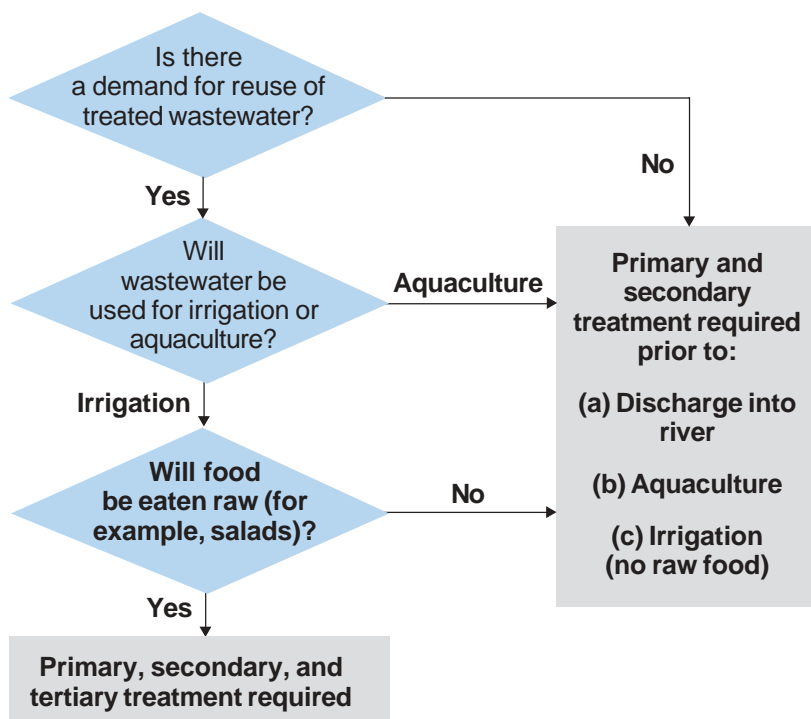 Is there
a demand for reuse of
treated wastewater?
No
Yes
Will
wastewater be
used for irrigation or
aquaculture?
Aquaculture
Primary and
secondary
treatment required
prior to:
(a) Discharge into
river
(b) Aquaculture
(c) Irrigation
(no raw food)
Irrigation
Will food
be eaten raw (for
example, salads)?
No
Yes
Primary, secondary, and
tertiary treatment required